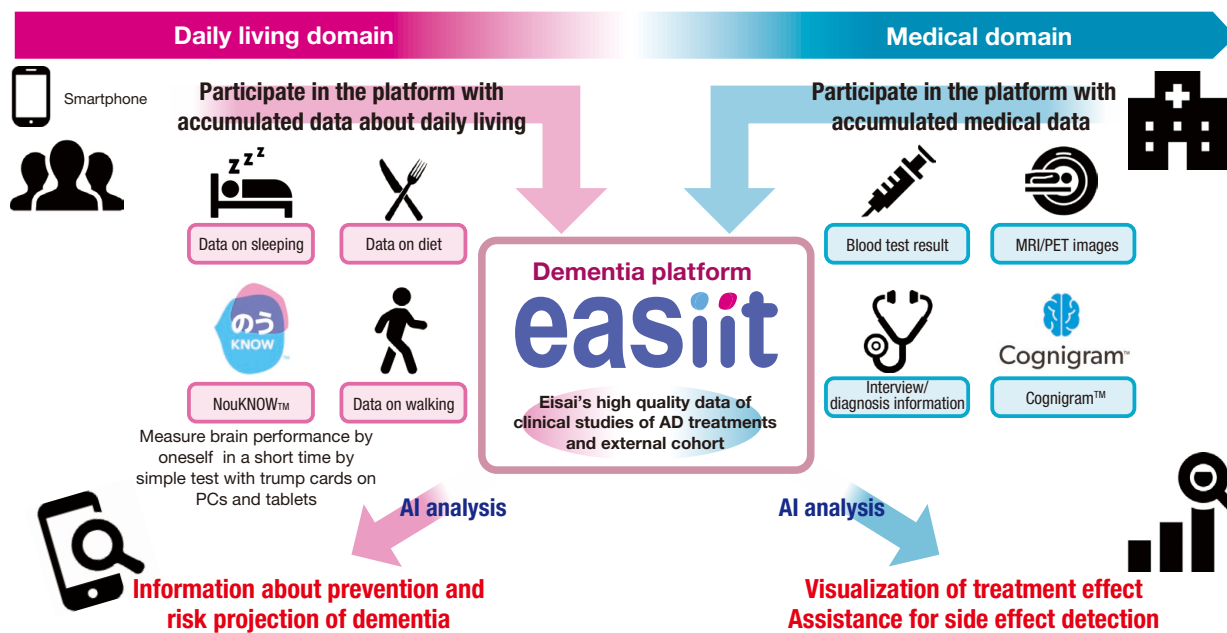 Daily living domain
Medical domain
Smartphone
Participate in the platform with
accumulated data about daily living
Participate in the platform with
accumulated medical data
z z z
Data on sleeping
Data on diet
Blood test result
MRI/PET images
Dementia platform
easiit
Eisai's high quality data of
clinical studies of AD treatments
and external cohort
のう
KNOW
TM
NouKNOW™
Data on walking
Measure brain performance by
oneself in a short time by
simple test with trump cards on
PCs and tablets
Interview/
diagnosis information
Cognigram™
Cognigram™
AI analysis
AI analysis
Information about prevention and
risk projection of dementia
Visualization of treatment effect
Assistance for side effect detection